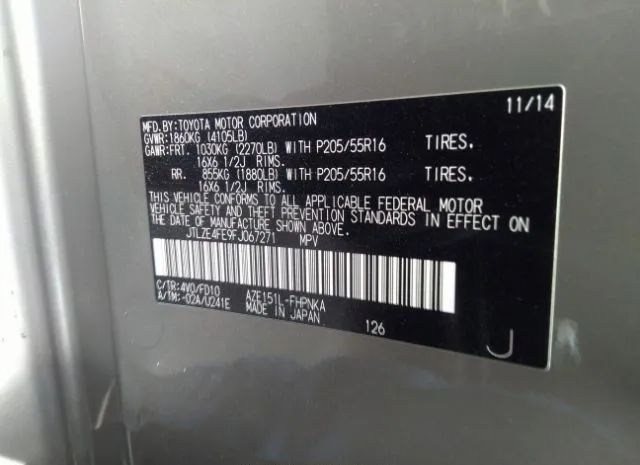 11/14
MFD.BY:TOYOTA MOTOR CORPORATION
GVWR:1860KG (4105LB)
GAWR:FRT. 1030KG (2270LB) WITH P205/55R16 TIRES.
16X6 1/2J RIMS.
RR. 855KG (1880LB) WITH P205/55R16 TIRES.
16X6 1/2J RIMS.
THIS VEHICLE CONFORMS TO ALL APPLICABLE FEDERAL MOTOR
VEHICLE SAFETY AND THEFT PREVENTION STANDARDS IN EFFECT ON
THE DATE OF MANUFACTURE SHOWN ABOVE.
JTLZE4FE9FJ067271 MPV
C/TR:4V0/FD10 AZE151L-FHPNKA
A/TM:-02A/U241E MADE IN JAPAN
126
J